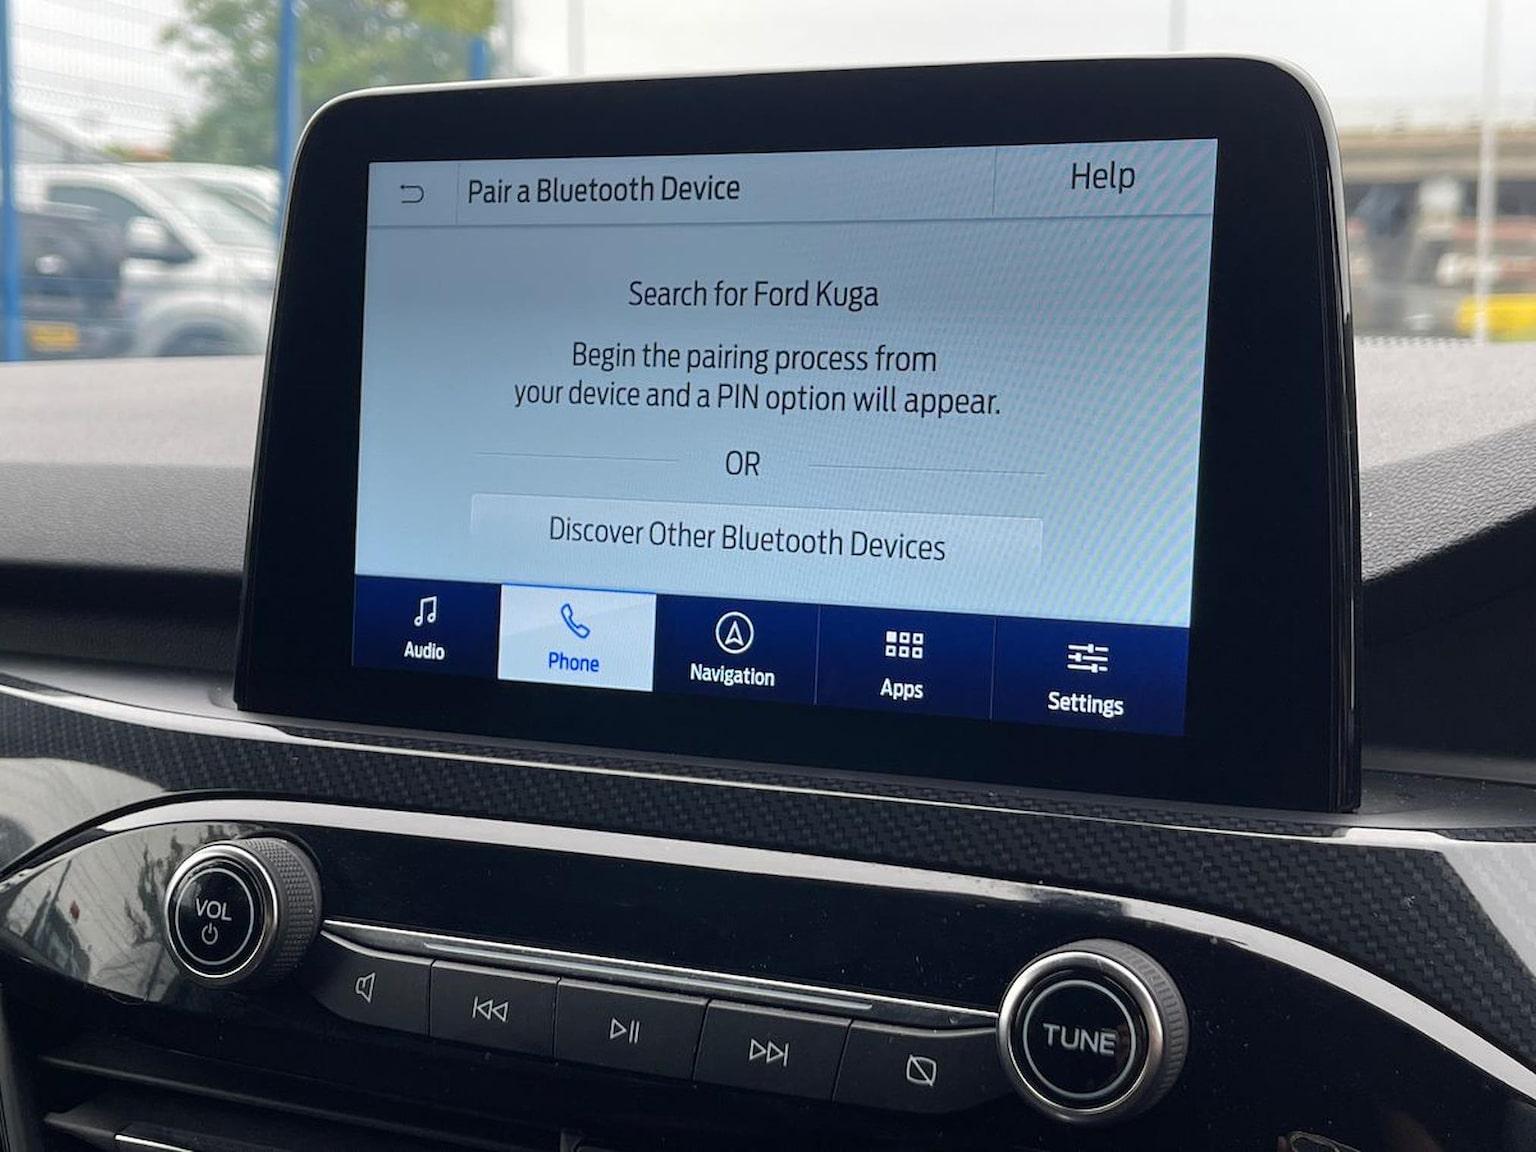 Pair a Bluetooth Device
Help
Search for Ford Kuga
Begin the pairing process from
your device and a PIN option will appear.
OR
Discover Other Bluetooth Devices
Audio
Phone
Navigation
Apps
Settings
VOL
TUNE